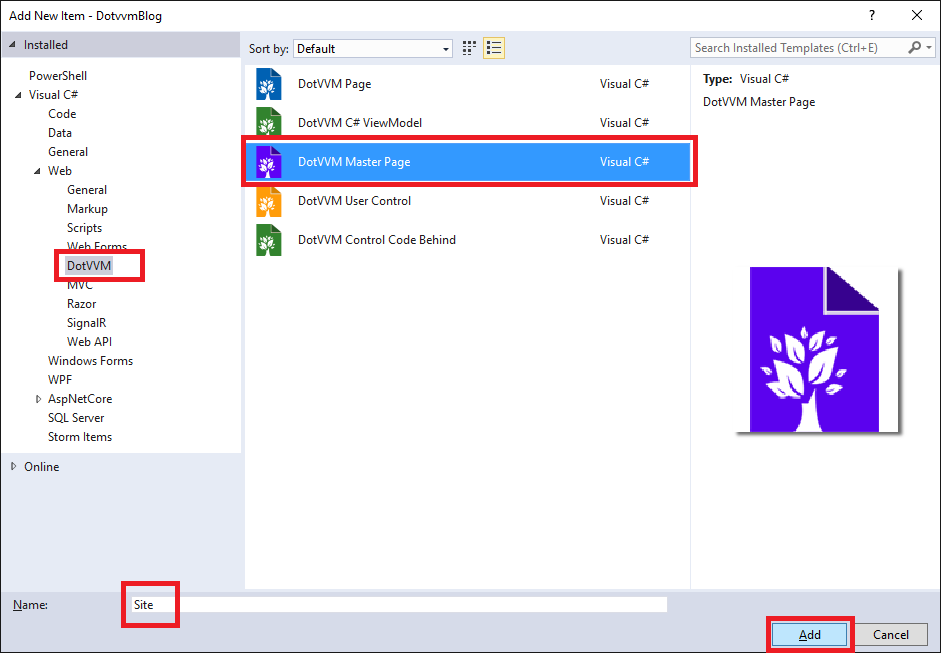 Add New Item - DotvvmBlog
?
Installed
PowerShell
Visual C#
Code
Data
General
Web
General
Markup
Scripts
Web Forms
DotVVM
MVC
Razor
SignalR
Web API
Windows Forms
WPF
AspNetCore
SQL Server
Storm Items
Online
Sort by: Default
DotVVM Page Visual C#
DotVVM C# ViewModel Visual C#
DotVVM Master Page Visual C#
DotVVM User Control Visual C#
DotVVM Control Code Behind Visual C#
Search Installed Templates (Ctrl+E)
Type: Visual C#
DotVVM Master Page
Name: Site
Add Cancel